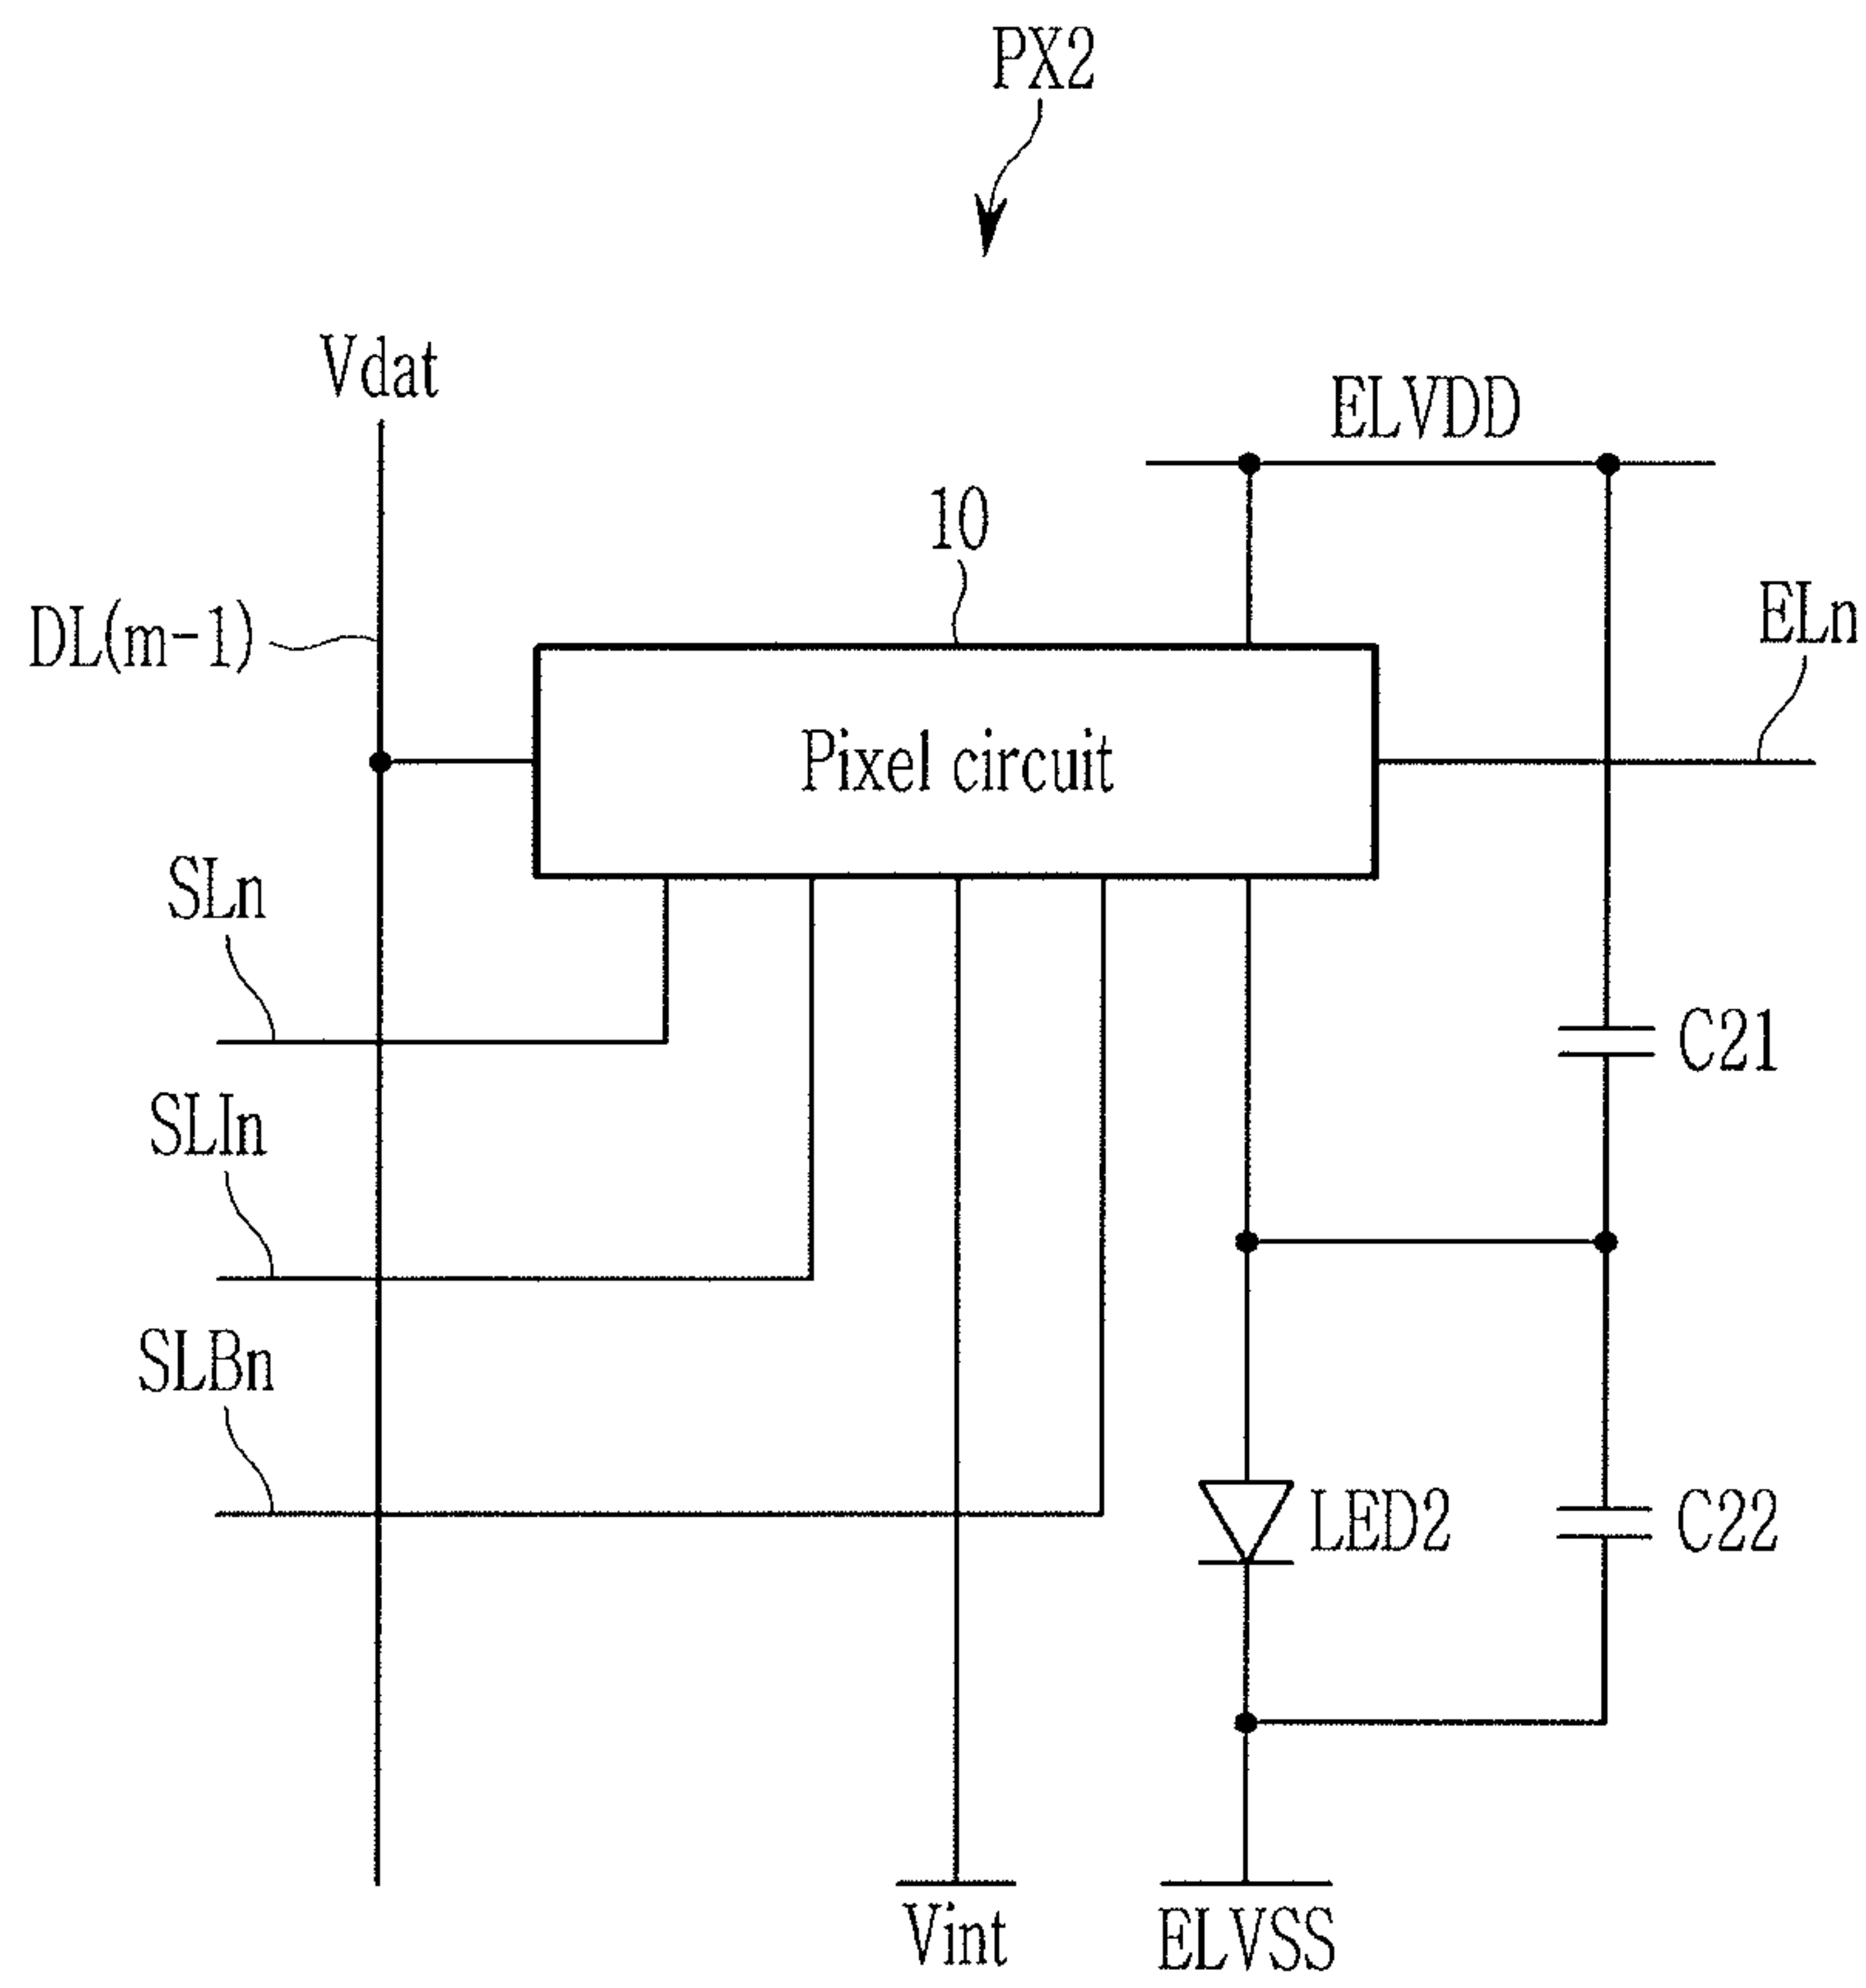 PX2
Vdat
ELVDD
10
DL(m-1)
ELn
Pixel circuit
SLn
C21
SLIn
SLBn
LED2
C22
Vint
ELVSS